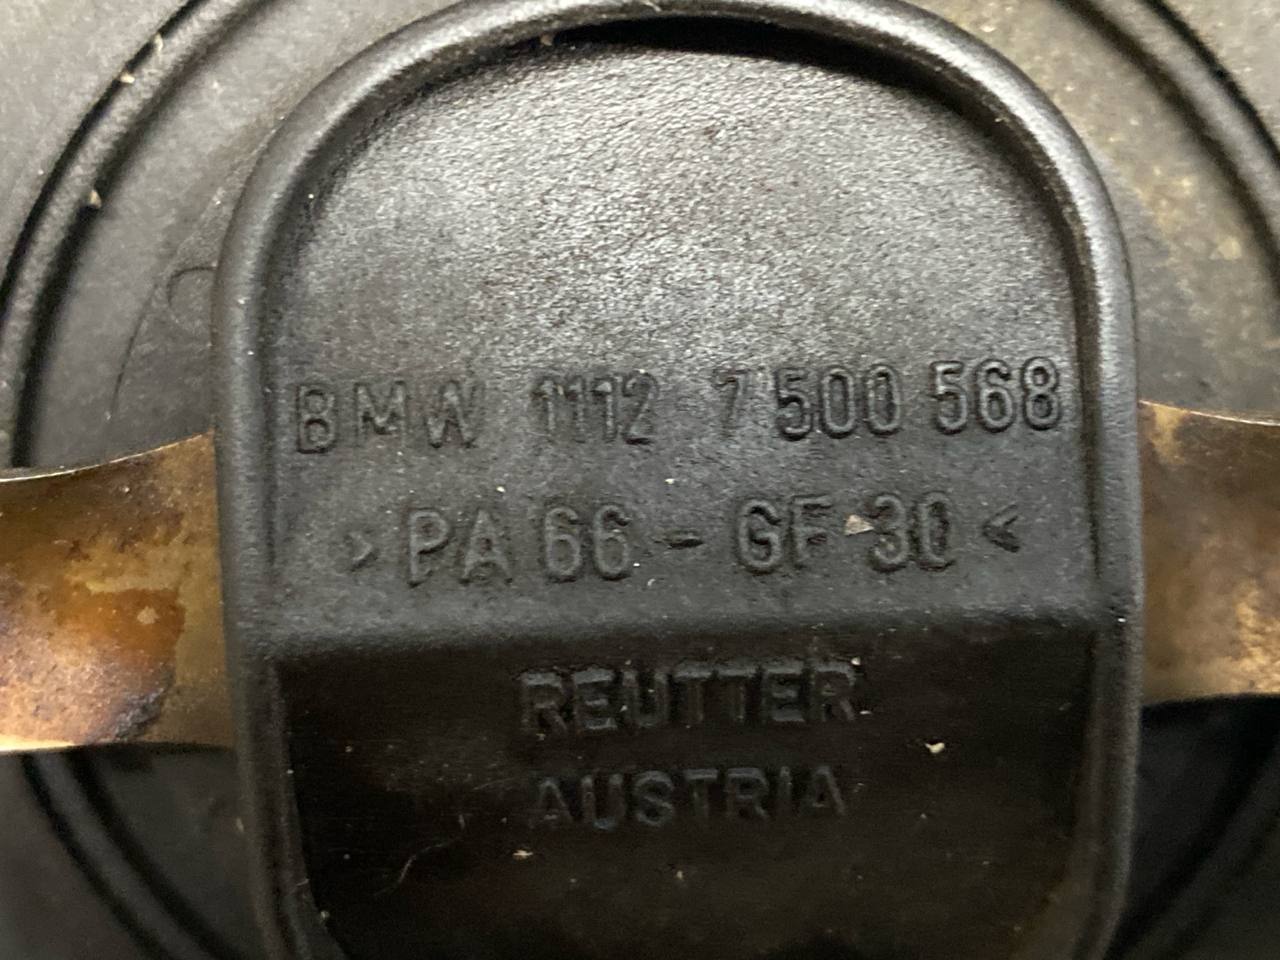 BMW 1112 7 500 568
>PA 66-GF 30<
REUTTER
AUSTRIA